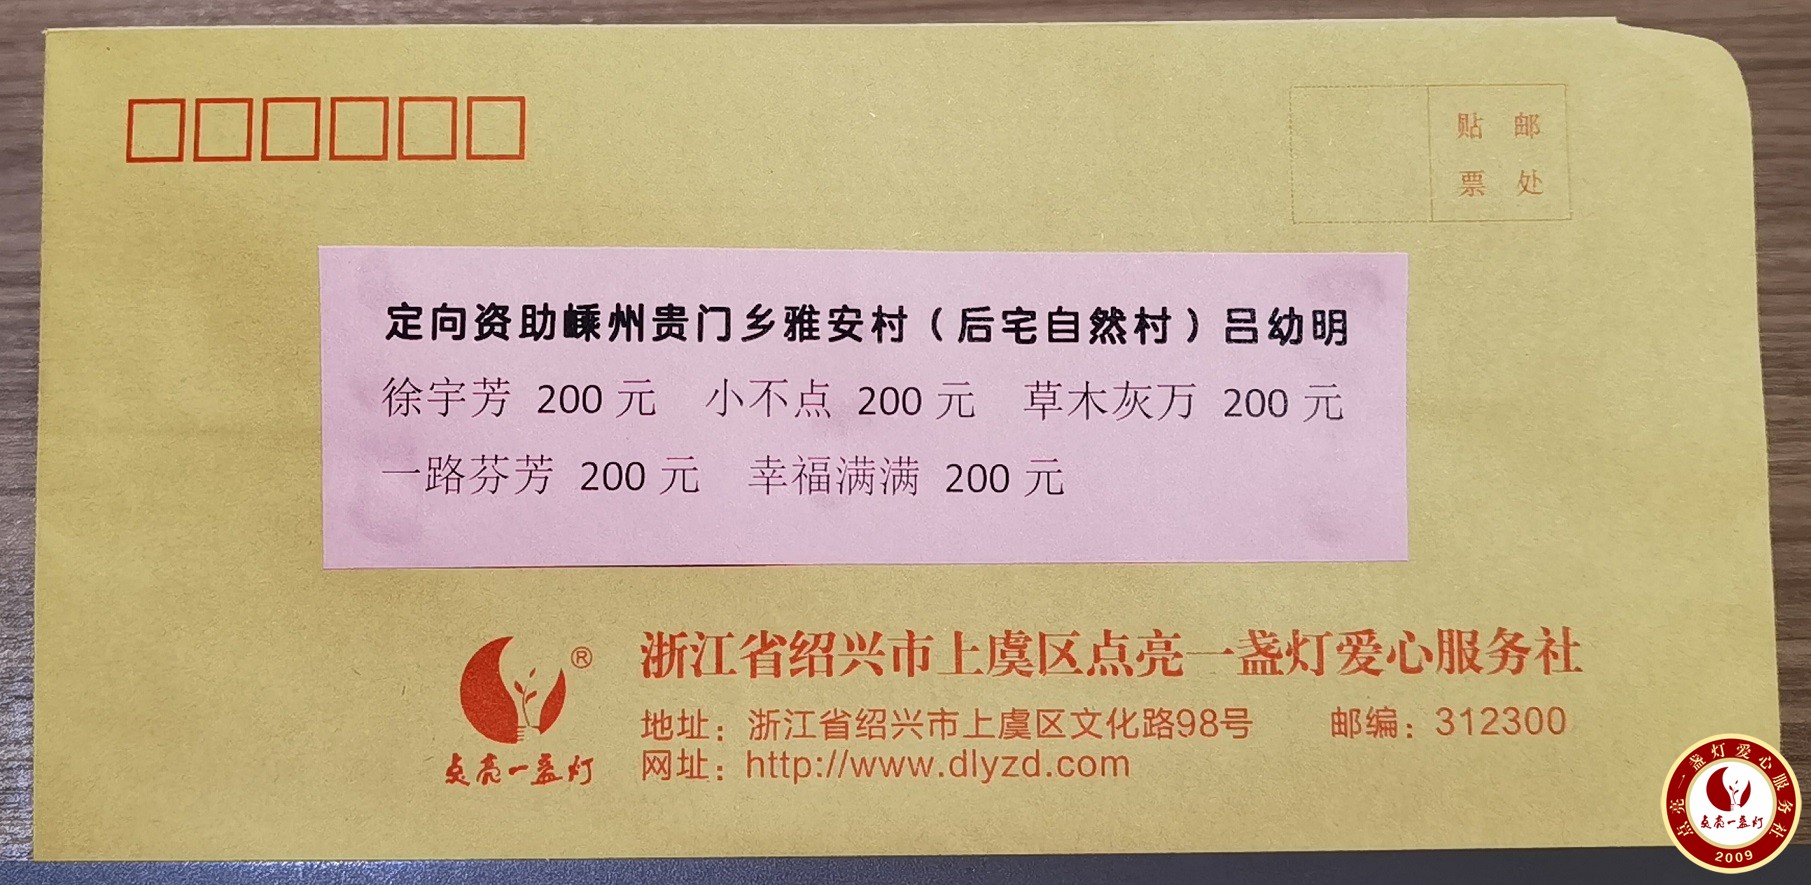 贴 邮
票 处
定向资助嵊州贵门乡雅安村（后宅自然村）吕幼明
徐宇芳 200 元 小不点 200 元 草木灰万 200 元
一路芬芳 200 元 幸福满满 200 元
®
点亮一盏灯
浙江省绍兴市上虞区点亮一盏灯爱心服务社
地址：浙江省绍兴市上虞区文化路98号 邮编：312300
网址：http://www.dlyzd.com
点亮一盏灯爱心服务社
点亮一盏灯
2009